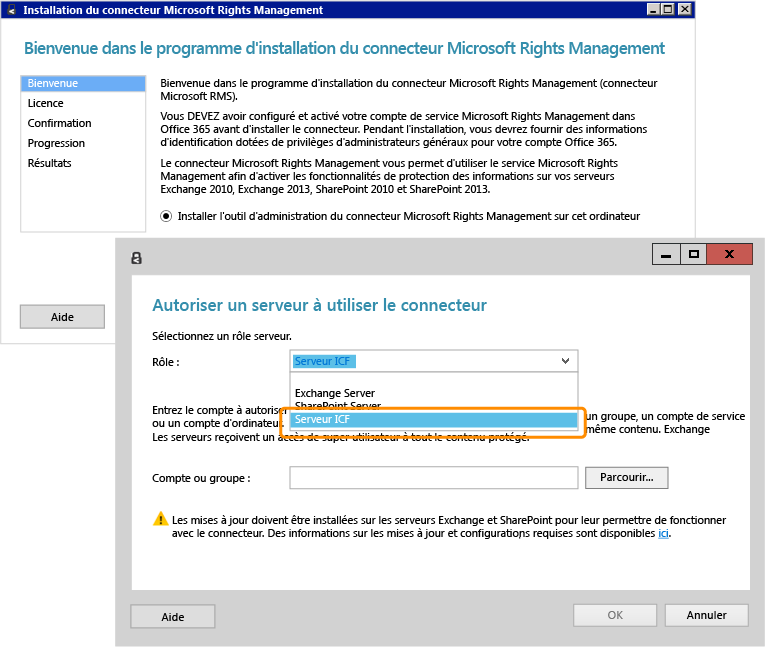 Installation du connecteur Microsoft Rights Management
Bienvenue dans le programme d'installation du connecteur Microsoft Rights Management
Bienvenue
Licence
Confirmation
Progression
Résultats
Bienvenue dans le programme d'installation du connecteur Microsoft Rights Management (connecteur
Microsoft RMS).
Vous DEVEZ avoir configuré et activé votre compte de service Microsoft Rights Management dans
Office 365 avant d'installer le connecteur. Pendant l'installation, vous devrez fournir des informations
d'identification dotées de privilèges d'administrateurs généraux pour votre compte Office 365.
Le connecteur Microsoft Rights Management vous permet d'utiliser le service Microsoft Rights
Management afin d'activer les fonctionnalités de protection des informations sur vos serveurs
Exchange 2010, Exchange 2013, SharePoint 2010 et SharePoint 2013.
Installer l'outil d'administration du connecteur Microsoft Rights Management sur cet ordinateur
Aide
Autoriser un serveur à utiliser le connecteur
Sélectionnez un rôle serveur.
Rôle :
Serveur ICF
Exchange Server
SharePoint Server
Serveur ICF
Entrez le compte à autoriser
un groupe, un compte de service
ou un compte d'ordinateur.
même contenu. Exchange
Les serveurs reçoivent un accès de super utilisateur à tout le contenu protégé.
Compte ou groupe :
Parcourir...
Les mises à jour doivent être installées sur les serveurs Exchange et SharePoint pour leur permettre de fonctionner
avec le connecteur. Des informations sur les mises à jour et configurations requises sont disponibles ici.
Aide
OK
Annuler